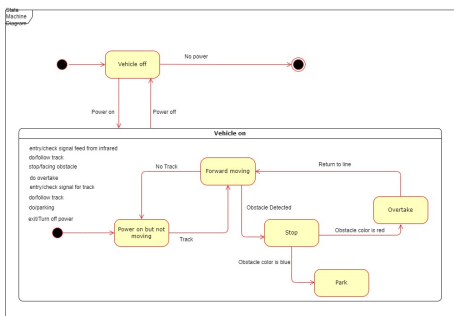 State
Machine
Diagram
No power
Vehicle off
Power on
Power off
Vehicle on
entry/check signal feed from infrared
do/follow track
stop/facing obstacle
do overtake
entry/check signal for track
do/follow track
do/parking
exit/Turn off power
No Track
Forward moving
Return to line
Obstacle Detected
Overtake
Power on but not
moving
Track
Stop
Obstacle color is red
Obstacle color is blue
Park